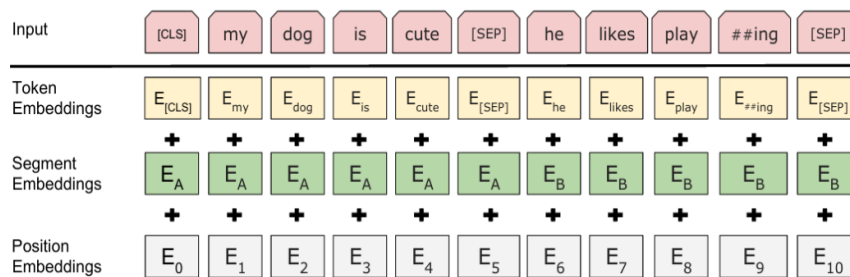 Input [CLS] my dog is cute [SEP] he likes play ##ing [SEP]
Token Embeddings E[CLS] Emy Edog Eis Ecute E[SEP] Ehe Elikes Eplay E##ing E[SEP]
+ + + + + + + + + + +
Segment Embeddings EA EA EA EA EA EA EB EB EB EB EB
+ + + + + + + + + + +
Position Embeddings E0 E1 E2 E3 E4 E5 E6 E7 E8 E9 E10